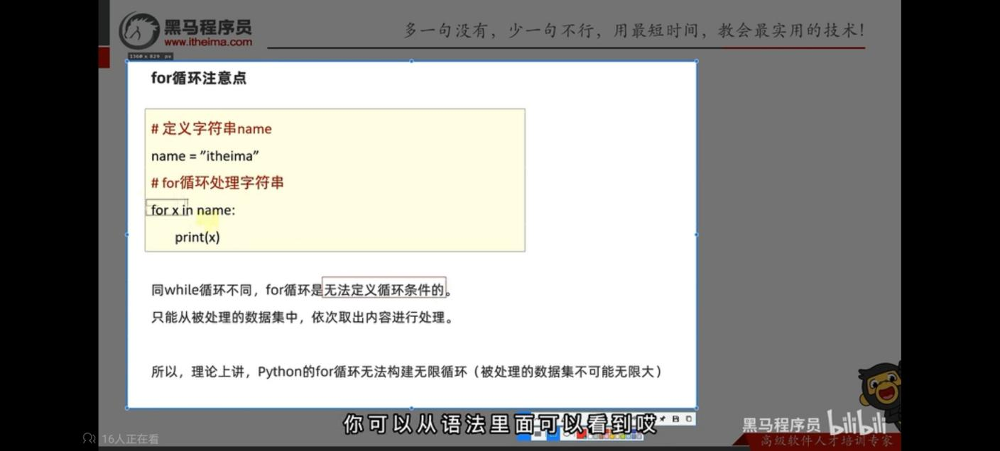 黑马程序员
www.itheima.com
多一句没有，少一句不行，用最短时间，教会最实用的技术！
1360 x 829 px
for循环注意点
# 定义字符串name
name = ”itheima”
# for循环处理字符串
for x in name:
print(x)
同while循环不同，for循环是无法定义循环条件的。
只能从被处理的数据集中，依次取出内容进行处理。
所以，理论上讲，Python的for循环无法构建无限循环（被处理的数据集不可能无限大）
你可以从语法里面可以看到哎
黑马程序员 bilibili
高级软件人才培训专家
16人正在看